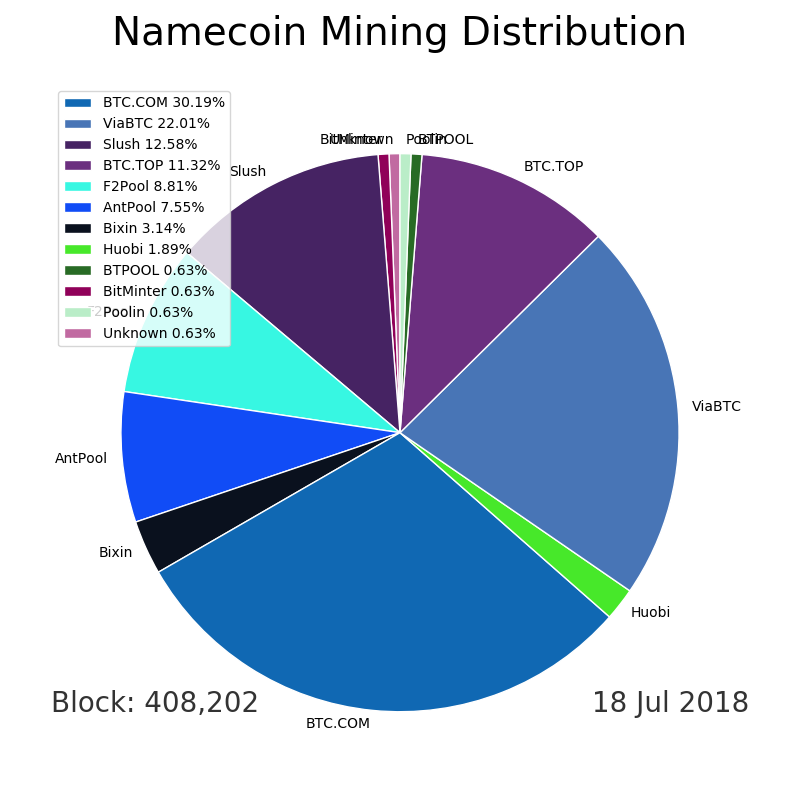 Namecoin Mining Distribution
BTC.COM 30.19%
ViaBTC 22.01%
Slush 12.58%
BTC.TOP 11.32%
F2Pool 8.81%
AntPool 7.55%
Bixin 3.14%
Huobi 1.89%
BTPOOL 0.63%
BitMinter 0.63%
Poolin 0.63%
Unknown 0.63%
BitMinter
Unknown
Poolin
BTPOOL
BTC.TOP
Slush
ViaBTC
AntPool
Bixin
Huobi
BTC.COM
Block: 408,202
18 Jul 2018